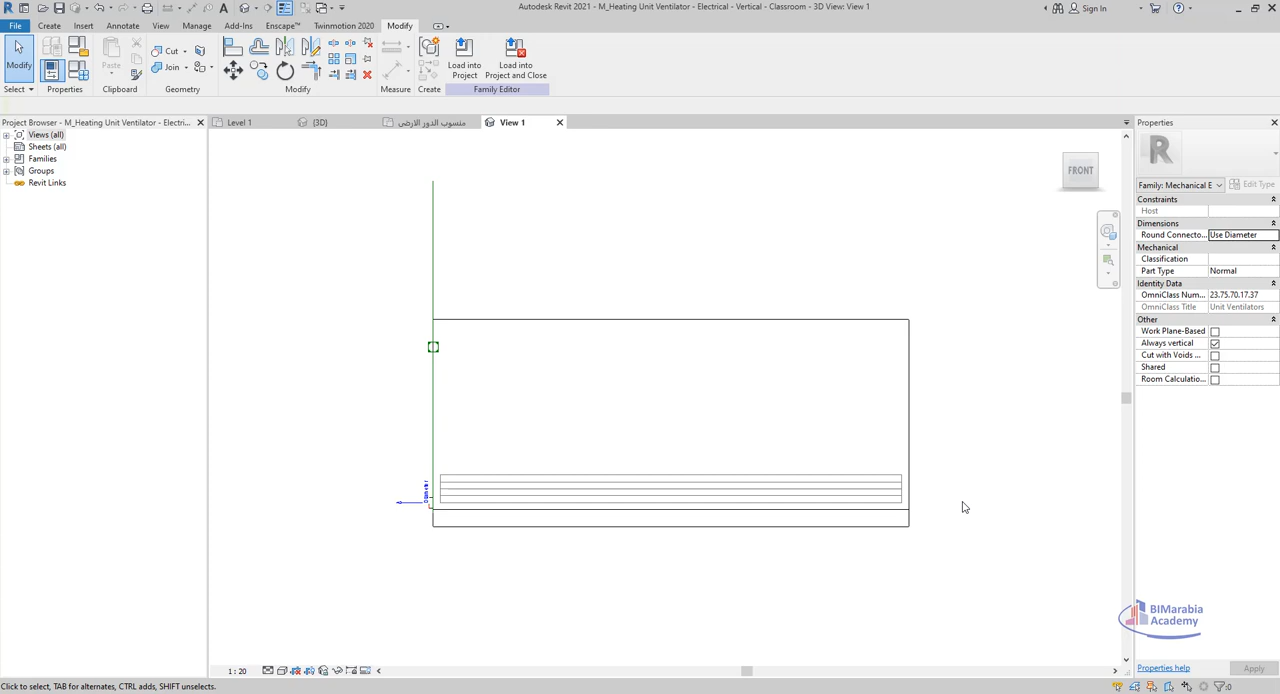 Autodesk Revit 2021 - M_Heating Unit Ventilator - Electrical - Vertical - Classroom - 3D View: View 1
Sign In
File Create Insert Annotate View Manage Add-Ins Enscape™ Twinmotion 2020 Modify
Modify
Paste
Cut
Join
Load into
Project
Load into
Project and Close
Select Properties Clipboard Geometry Modify Measure Create Family Editor
Project Browser - M_Heating Unit Ventilator - Electri...
Views (all)
Sheets (all)
Families
Groups
Revit Links
Level 1
{3D}
منسوب الدور الارضى
View 1
FRONT
Diameter
Properties
Family: Mechanical E
Edit Type
Constraints
Host
Dimensions
Round Connecto... Use Diameter
Mechanical
Classification
Part Type Normal
Identity Data
OmniClass Num... 23.75.70.17.37
OmniClass Title Unit Ventilators
Other
Work Plane-Based
Always vertical
Cut with Voids ...
Shared
Room Calculatio...
BIMarabia
Academy
Properties help
Apply
1 : 20
Click to select, TAB for alternates, CTRL adds, SHIFT unselects.
:0